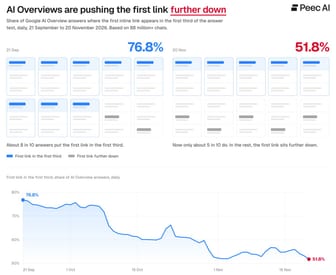 AI Overviews are pushing the first link further down
Peec AI
Share of Google AI Overview answers where the first inline link appears in the first third of the answer
text, daily, 21 September to 20 November 2026. Based on 98 million+ chats.
21 Sept
76.8%
20 Nov
51.8%
About 8 in 10 answers put the first link in the first third.
Now only about 5 in 10 do. In the rest, the first link sits further down.
First link in the first third
First link further down
First link in the first third share of AI Overview answers, daily
80%
76.8%
70%
60%
50%
51.8%
21 Sep
1 Oct